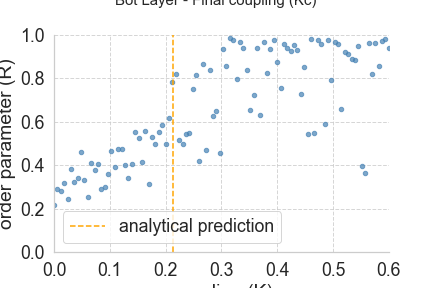 Bot Layer - Final coupling (Kc)
order parameter (R)
1.0
0.8
0.6
0.4
0.2
0.0
analytical prediction
0.0 0.1 0.2 0.3 0.4 0.5 0.6
(K)